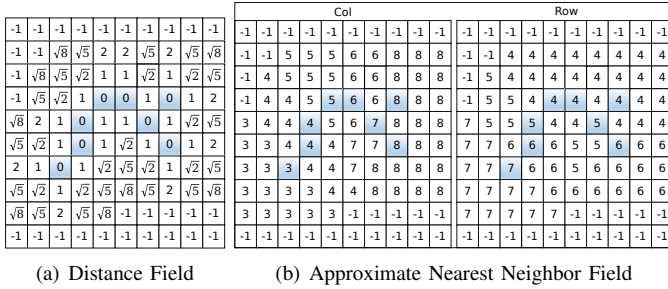 Col Row
-1 -1 -1 -1 -1 -1 -1 -1 -1 -1 -1 -1 -1 -1 -1 -1 -1 -1 -1 -1 -1 -1 -1 -1 -1 -1 -1 -1 -1 -1
-1 -1 √8 √5 2 2 √5 2 √5 √8 -1 -1 5 5 5 6 6 8 8 8 -1 -1 4 4 4 4 4 4 4 4
-1 √8 √5 √2 1 1 √2 1 √2 √5 -1 4 5 5 5 6 6 8 8 8 -1 5 4 4 4 4 4 4 4 4
-1 √5 √2 1 0 0 1 0 1 2 -1 4 4 5 5 6 6 8 8 8 -1 5 5 4 4 4 4 4 4 4
√8 2 1 0 1 1 0 1 √2 √5 3 4 4 4 5 6 7 8 8 8 7 5 5 5 4 4 5 4 4 4
√5 √2 1 0 1 √2 1 0 1 2 3 4 4 4 4 7 7 8 8 8 7 7 6 6 6 5 5 6 6 6
2 1 0 1 √2 √5 √2 1 √2 √5 3 3 3 3 4 4 7 8 8 8 7 7 7 6 6 6 6 6 6 6
√5 √2 1 √2 √5 √8 √5 2 √5 √8 3 3 3 3 4 4 8 8 8 8 7 7 7 7 6 6 6 6 6 6
√8 √5 2 √5 √8 -1 -1 -1 -1 -1 3 3 3 3 3 -1 -1 -1 -1 -1 7 7 7 7 7 -1 -1 -1 -1 -1
-1 -1 -1 -1 -1 -1 -1 -1 -1 -1 -1 -1 -1 -1 -1 -1 -1 -1 -1 -1 -1 -1 -1 -1 -1 -1 -1 -1 -1 -1
(a) Distance Field (b) Approximate Nearest Neighbor Field